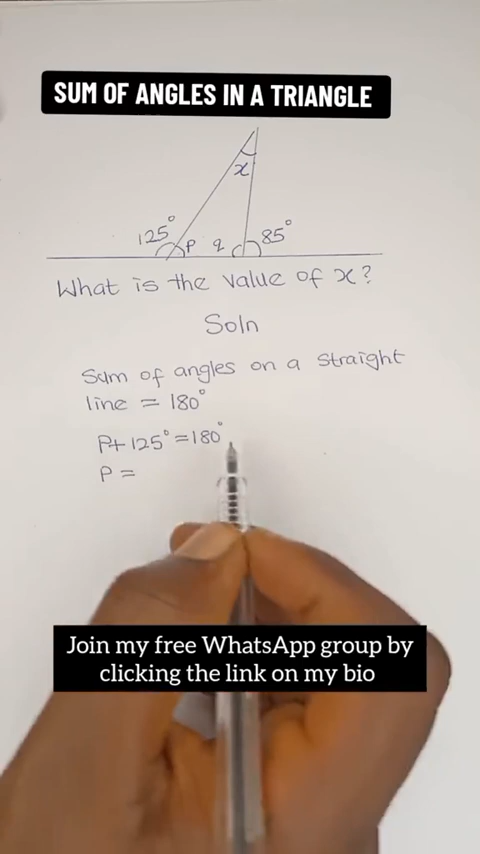 SUM OF ANGLES IN A TRIANGLE
x
125°
P
q
85°
What is the value of x?
Soln
Sum of angles on a straight
line = 180°
P+125°=180°
P =
Join my free WhatsApp group by
clicking the link on my bio